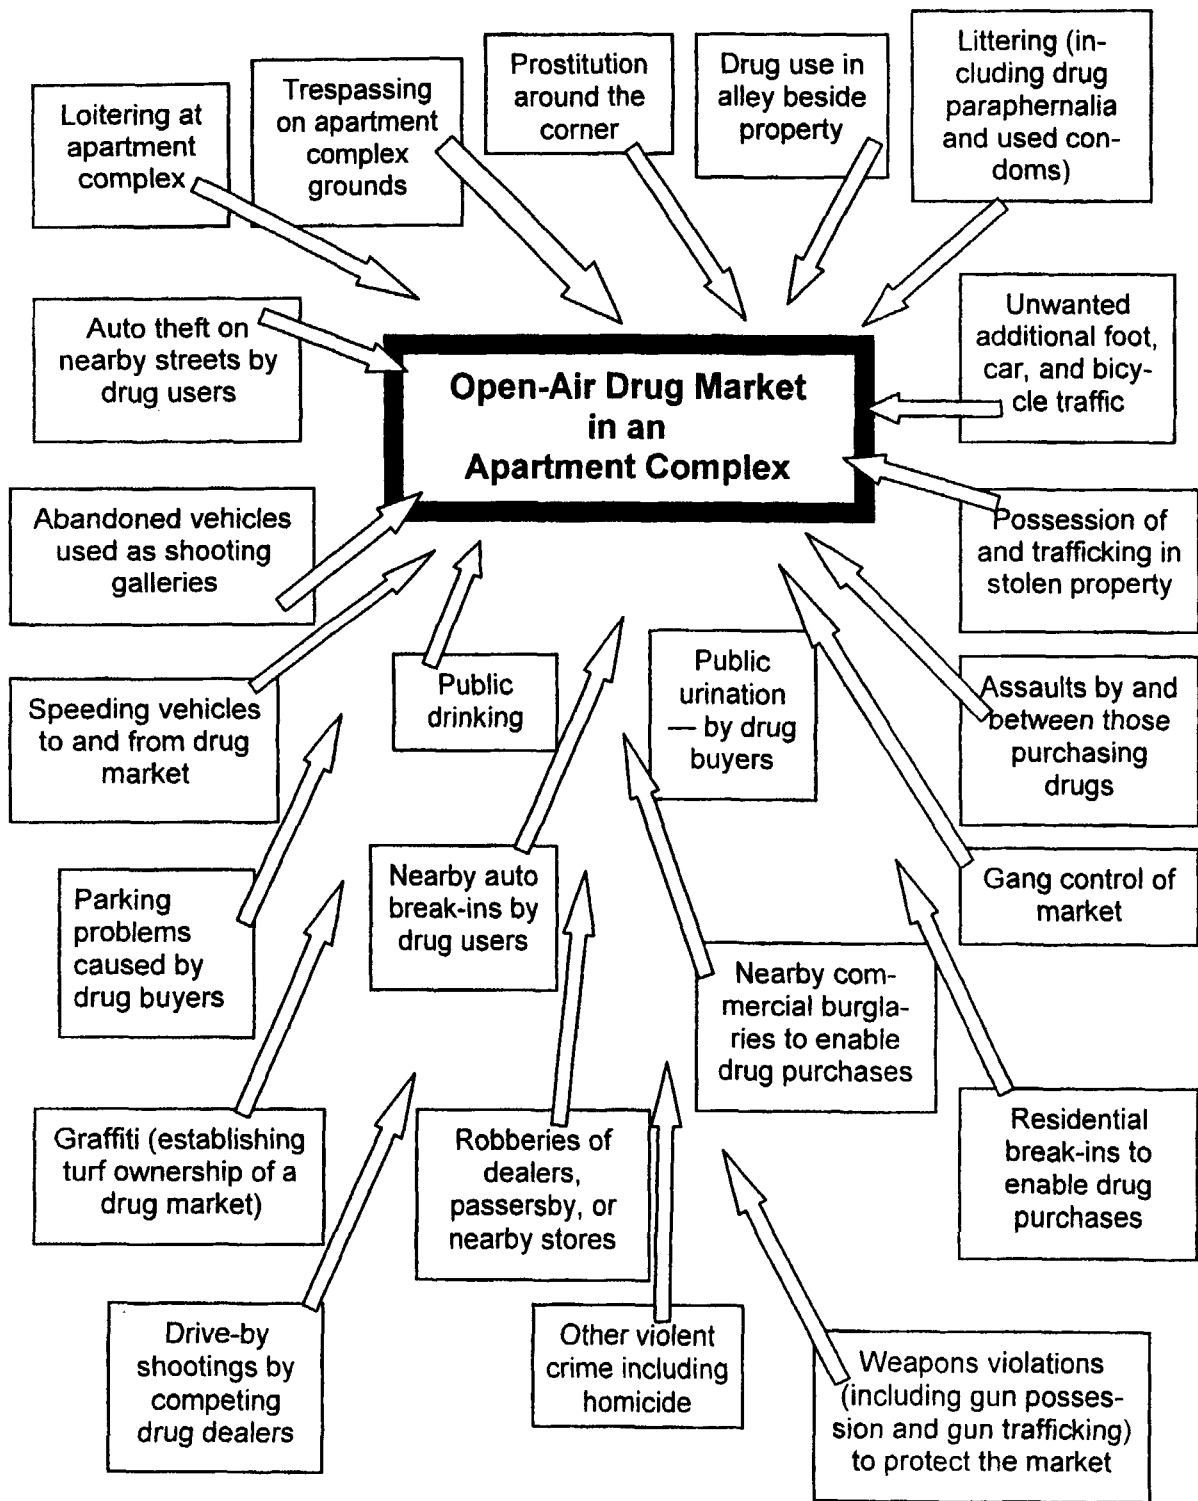 Loitering at
apartment
complex
Trespassing
on apartment
complex
grounds
Prostitution
around the
corner
Drug use in
alley beside
property
Littering (in-
cluding drug
paraphernalia
and used con-
doms)
Auto theft on
nearby streets by
drug users
Open-Air Drug Market
in an
Apartment Complex
Unwanted
additional foot,
car, and bicy-
cle traffic
Abandoned vehicles
used as shooting
galleries
Possession of
and trafficking in
stolen property
Speeding vehicles
to and from drug
market
Public
drinking
Public
urination
— by drug
buyers
Assaults by and
between those
purchasing
drugs
Parking
problems
caused by
drug buyers
Nearby auto
break-ins by
drug users
Nearby com-
mercial burgla-
ries to enable
drug purchases
Gang control of
market
Graffiti (establishing
turf ownership of a
drug market)
Robberies of
dealers,
passersby, or
nearby stores
Residential
break-ins to
enable drug
purchases
Drive-by
shootings by
competing
drug dealers
Other violent
crime including
homicide
Weapons violations
(including gun posses-
sion and gun trafficking)
to protect the market